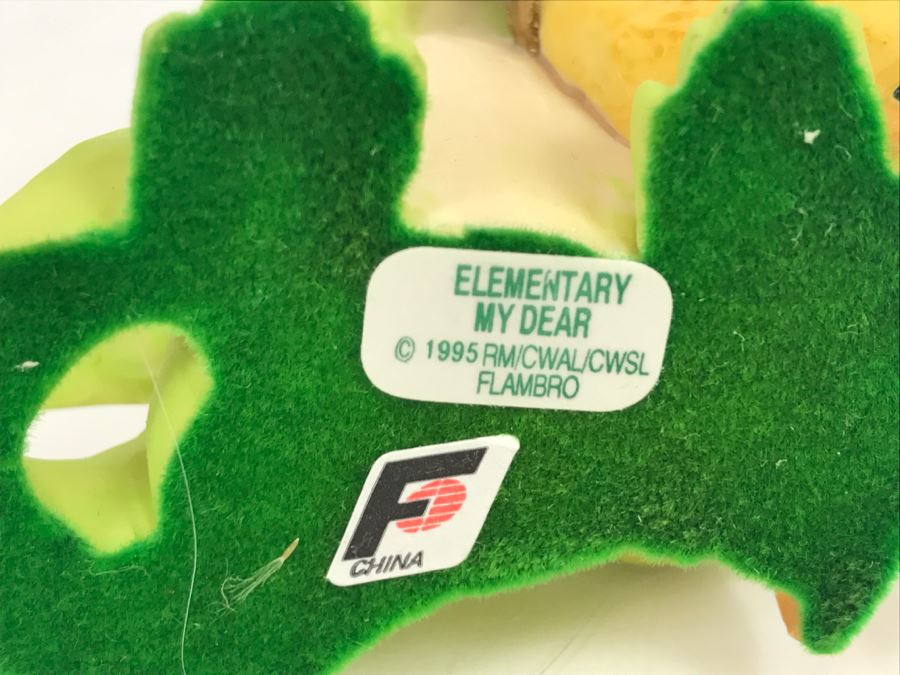 ELEMENTARY
MY DEAR
© 1995 RM/CWAL/CWSL
FLAMBRO
F
CHINA